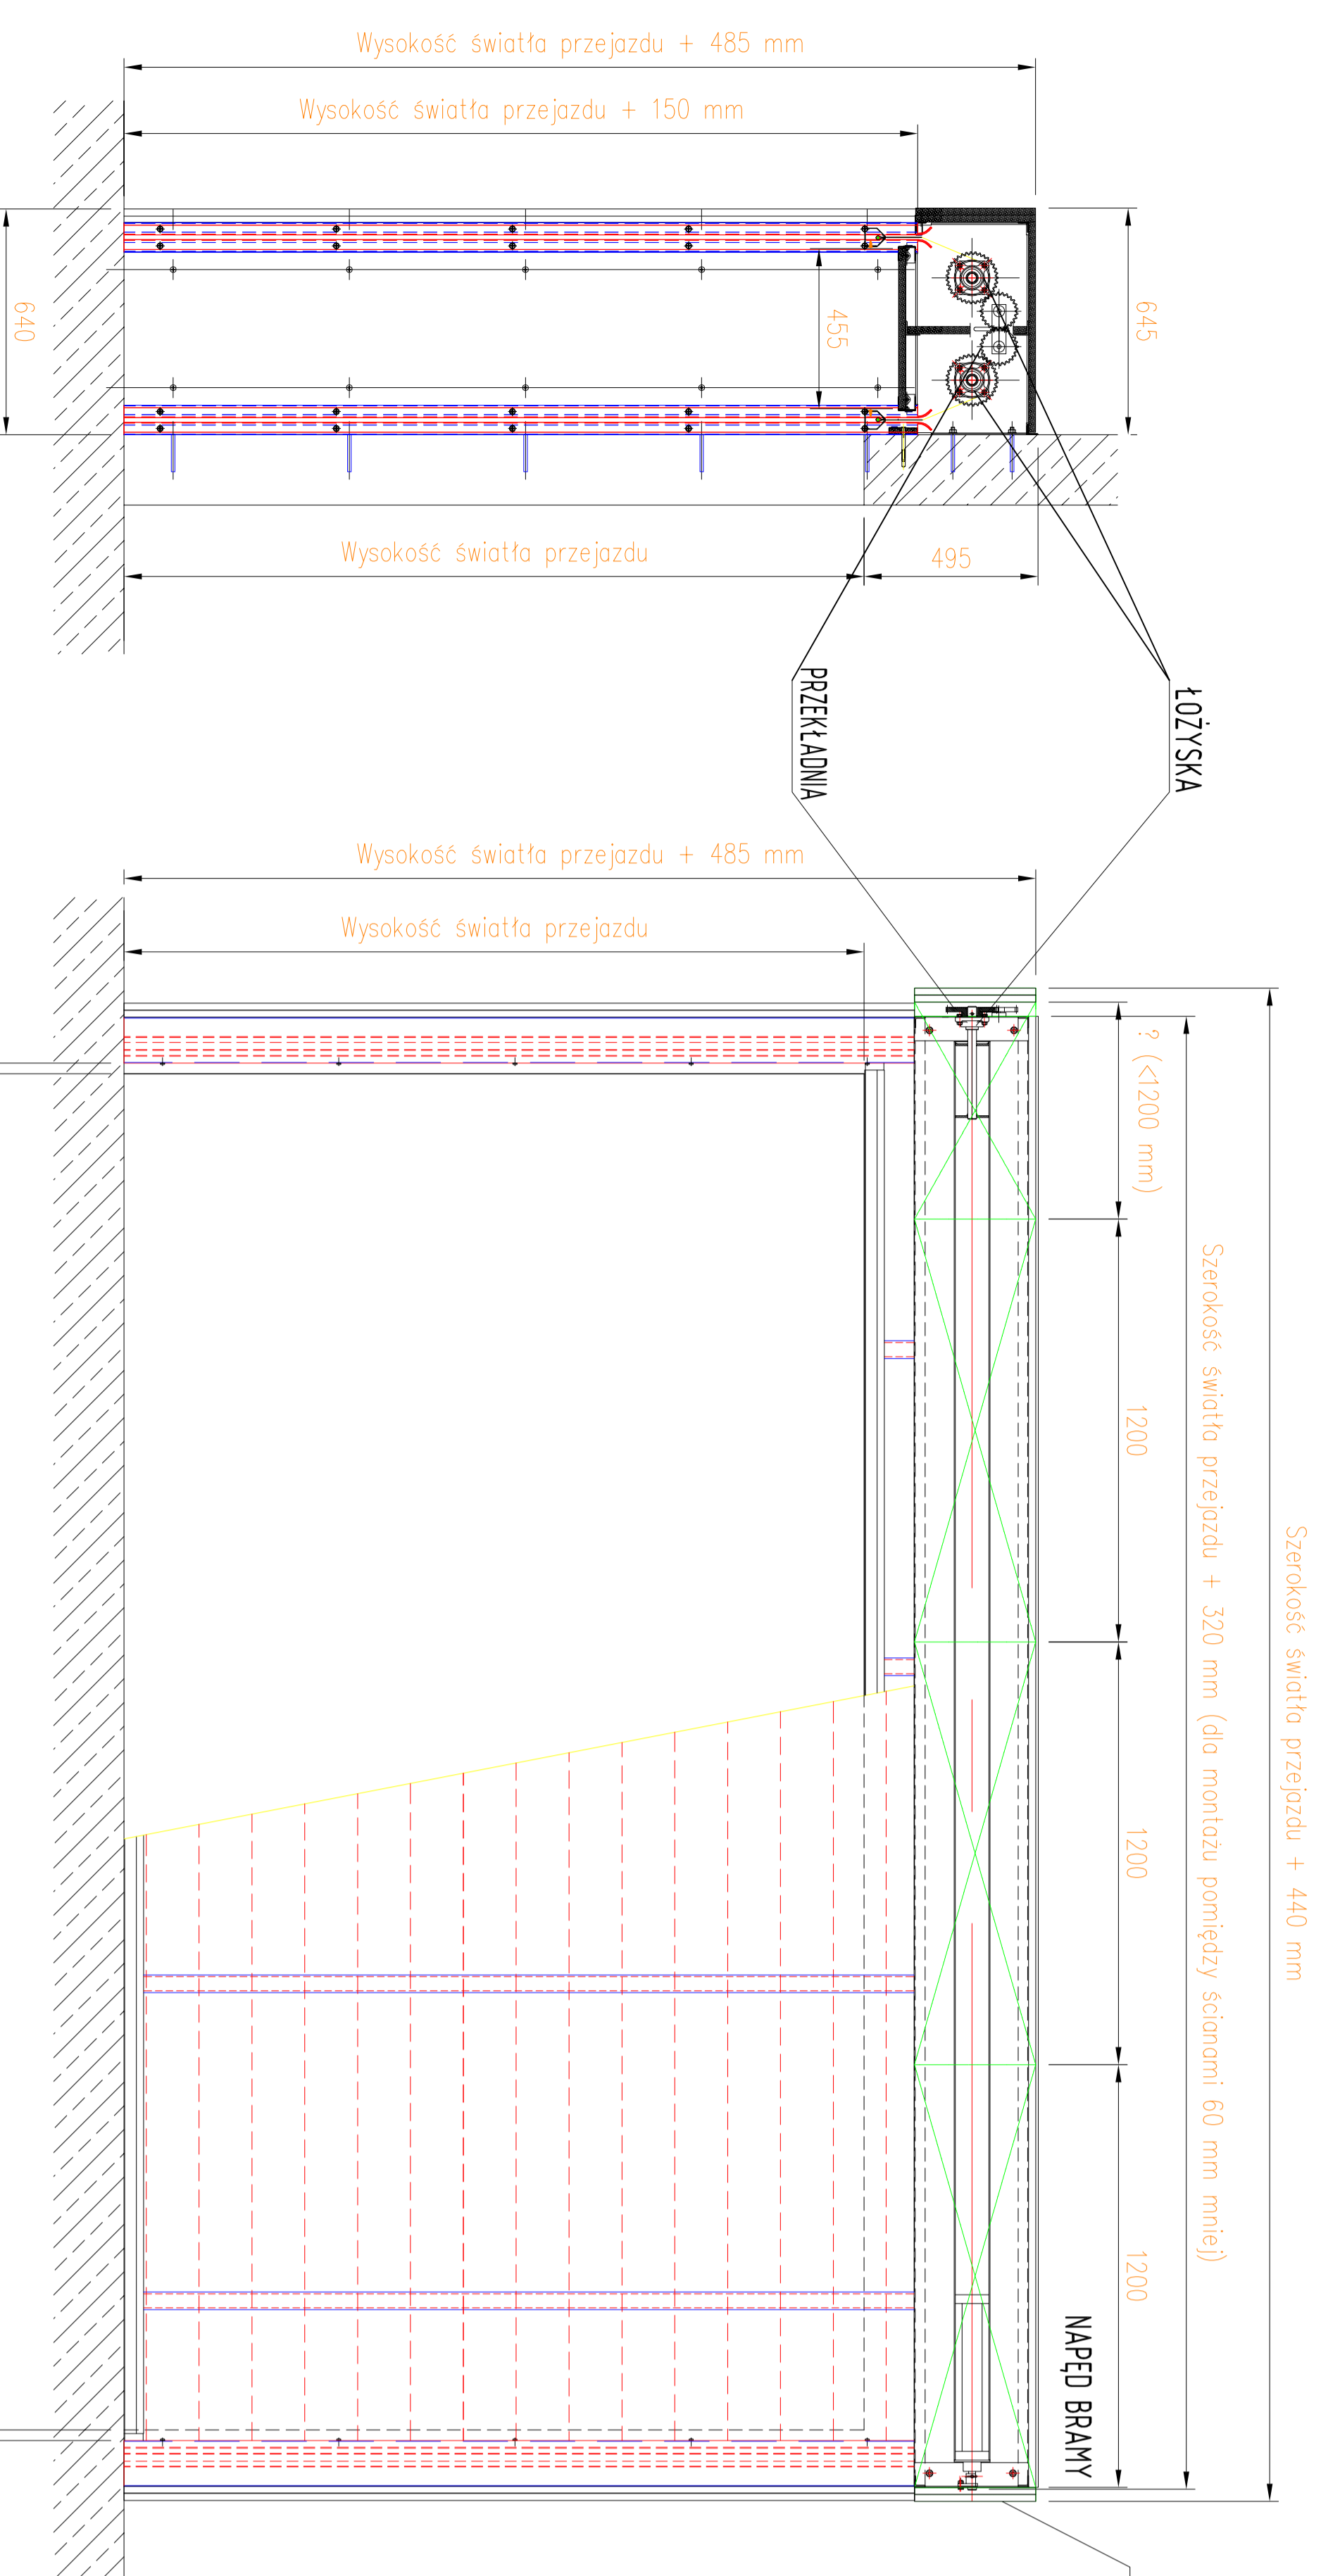 Wysokość światła przejazdu + 485 mm
Wysokość światła przejazdu + 150 mm
640
645
455
Wysokość światła przejazdu
495
PRZEKŁADNIA
ŁOŻYSKA
Wysokość światła przejazdu + 485 mm
Wysokość światła przejazdu
? (<1200 mm)
Szerokość światła przejazdu + 320 mm (dla montażu pomiędzy ścianami 60 mm mniej)
Szerokość światła przejazdu + 440 mm
1200
1200
1200
NAPĘD BRAMY